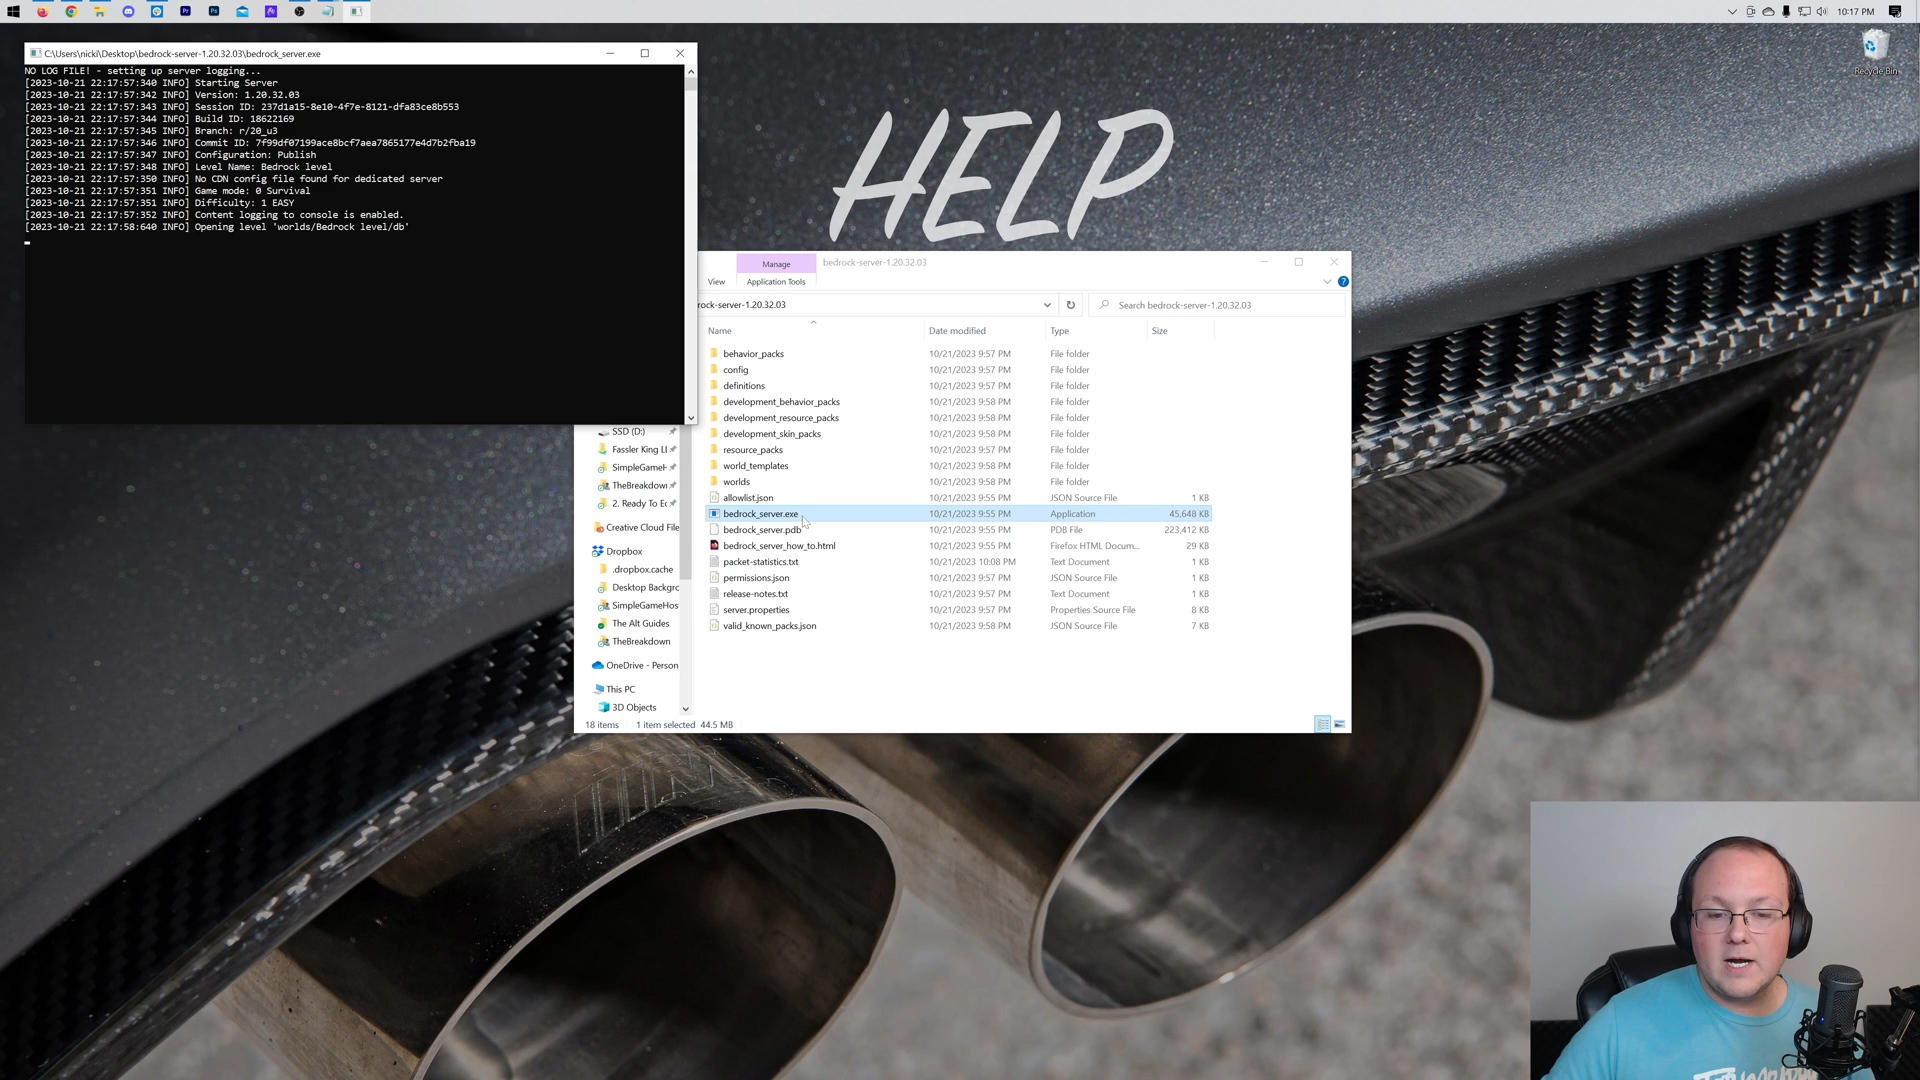 10:17 PM
Recycle Bin
C:\Users\nicki\Desktop\bedrock-server-1.20.32.03\bedrock_server.exe
NO LOG FILE! - setting up server logging...
[2023-10-21 22:17:57:340 INFO] Starting Server
[2023-10-21 22:17:57:342 INFO] Version: 1.20.32.03
[2023-10-21 22:17:57:343 INFO] Session ID: 237d1a15-8e10-4f7e-8121-dfa83ce8b553
[2023-10-21 22:17:57:344 INFO] Build ID: 18622169
[2023-10-21 22:17:57:345 INFO] Branch: r/20_u3
[2023-10-21 22:17:57:346 INFO] Commit ID: 7f99df07199ace8bcf7aea7865177e4d7b2fba19
[2023-10-21 22:17:57:347 INFO] Configuration: Publish
[2023-10-21 22:17:57:348 INFO] Level Name: Bedrock level
[2023-10-21 22:17:57:350 INFO] No CDN config file found for dedicated server
[2023-10-21 22:17:57:351 INFO] Game mode: 0 Survival
[2023-10-21 22:17:57:351 INFO] Difficulty: 1 EASY
[2023-10-21 22:17:57:352 INFO] Content logging to console is enabled.
[2023-10-21 22:17:58:640 INFO] Opening level 'worlds/Bedrock level/db'
HELP
Manage
bedrock-server-1.20.32.03
View
Application Tools
rock-server-1.20.32.03
Search bedrock-server-1.20.32.03
Name Date modified Type Size
behavior_packs 10/21/2023 9:57 PM File folder
config 10/21/2023 9:57 PM File folder
definitions 10/21/2023 9:57 PM File folder
development_behavior_packs 10/21/2023 9:58 PM File folder
development_resource_packs 10/21/2023 9:58 PM File folder
development_skin_packs 10/21/2023 9:58 PM File folder
resource_packs 10/21/2023 9:57 PM File folder
world_templates 10/21/2023 9:58 PM File folder
worlds 10/21/2023 9:58 PM File folder
allowlist.json 10/21/2023 9:55 PM JSON Source File 1 KB
bedrock_server.exe 10/21/2023 9:55 PM Application 45,648 KB
bedrock_server.pdb 10/21/2023 9:55 PM PDB File 223,412 KB
bedrock_server_how_to.html 10/21/2023 9:55 PM Firefox HTML Docum... 29 KB
packet-statistics.txt 10/21/2023 10:08 PM Text Document 1 KB
permissions.json 10/21/2023 9:57 PM JSON Source File 1 KB
release-notes.txt 10/21/2023 9:57 PM Text Document 1 KB
server.properties 10/21/2023 9:57 PM Properties Source File 8 KB
valid_known_packs.json 10/21/2023 9:58 PM JSON Source File 7 KB
SSD (D:)
Fassler King Ll
SimpleGameH
TheBreakdow
2. Ready To Ec
Creative Cloud File
Dropbox
.dropbox.cache
Desktop Backgrc
SimpleGameHos
The Alt Guides
TheBreakdown
OneDrive - Person
This PC
3D Objects
18 items 1 item selected 44.5 MB